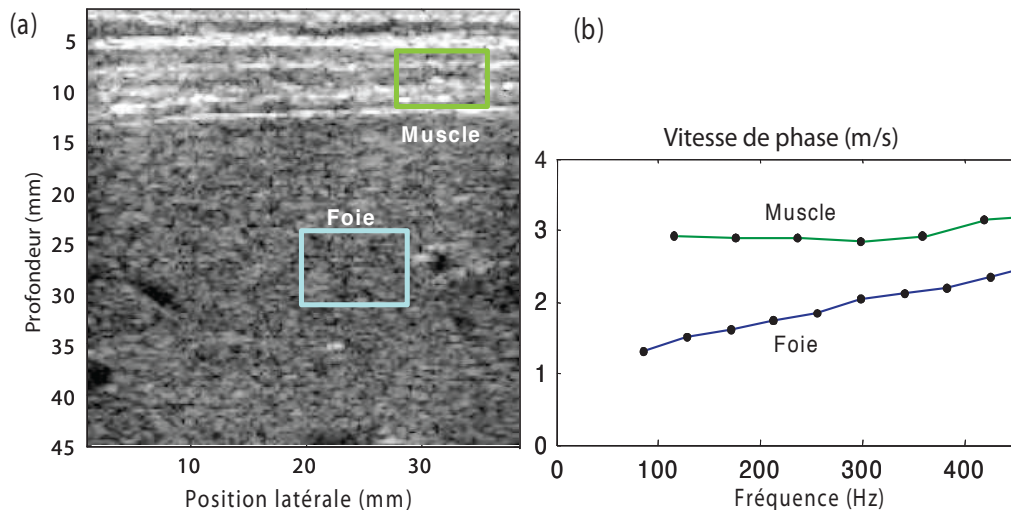 (a)
5
10
15
20
25
30
35
40
45
Profondeur (mm)
Muscle
Foie
10
20
30
Position latérale (mm)
(b)
Vitesse de phase (m/s)
4
3
2
1
0
Muscle
Foie
0
100
200
300
400
Fréquence (Hz)